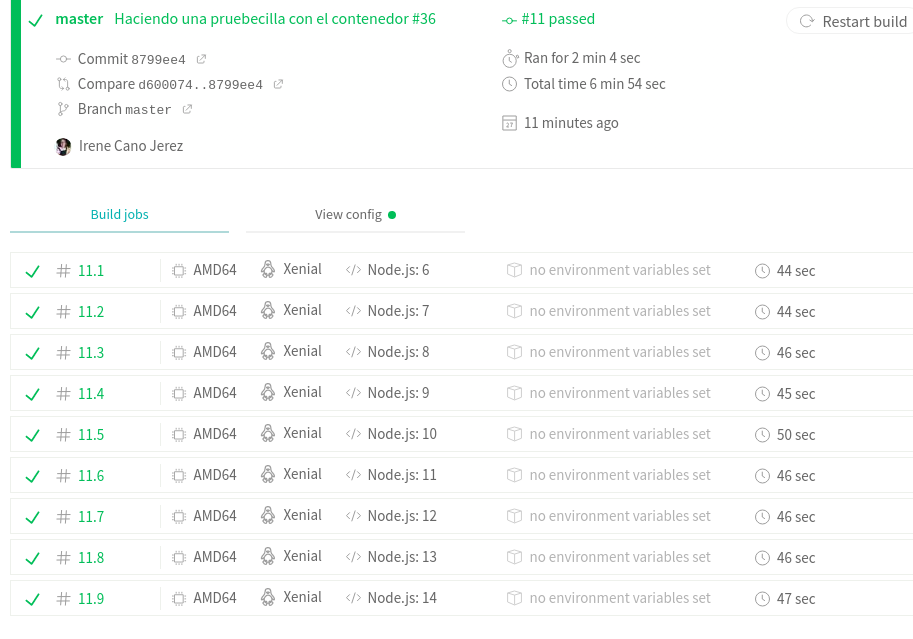 master Haciendo una pruebecilla con el contenedor #36
#11 passed
Restart build
Commit 8799ee4
Ran for 2 min 4 sec
Compare d600074..8799ee4
Total time 6 min 54 sec
Branch master
27 11 minutes ago
Irene Cano Jerez
Build jobs
View config
# 11.1 AMD64 Xenial </> Node.js: 6 no environment variables set 44 sec
# 11.2 AMD64 Xenial </> Node.js: 7 no environment variables set 44 sec
# 11.3 AMD64 Xenial </> Node.js: 8 no environment variables set 46 sec
# 11.4 AMD64 Xenial </> Node.js: 9 no environment variables set 45 sec
# 11.5 AMD64 Xenial </> Node.js: 10 no environment variables set 50 sec
# 11.6 AMD64 Xenial </> Node.js: 11 no environment variables set 46 sec
# 11.7 AMD64 Xenial </> Node.js: 12 no environment variables set 46 sec
# 11.8 AMD64 Xenial </> Node.js: 13 no environment variables set 46 sec
# 11.9 AMD64 Xenial </> Node.js: 14 no environment variables set 47 sec